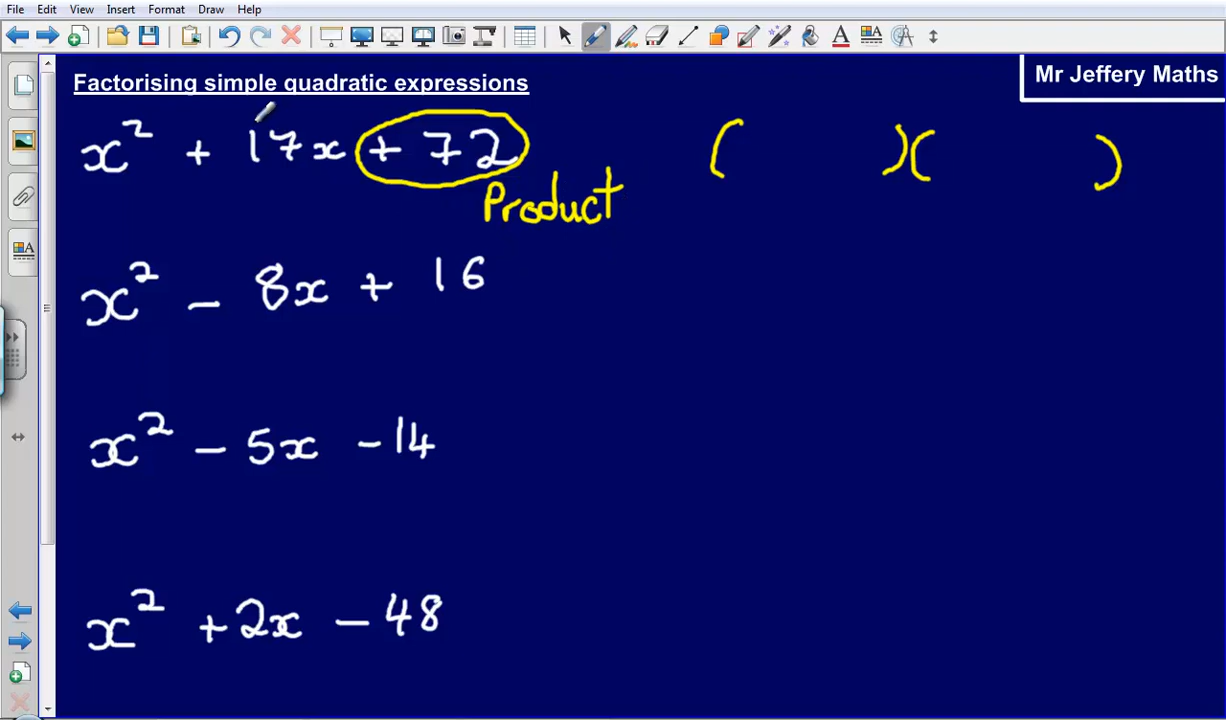 File Edit View Insert Format Draw Help
Factorising simple quadratic expressions
Mr Jeffery Maths
x² + 17x + 72 ( )( )
Product
x² - 8x + 16
x² - 5x - 14
x² + 2x - 48